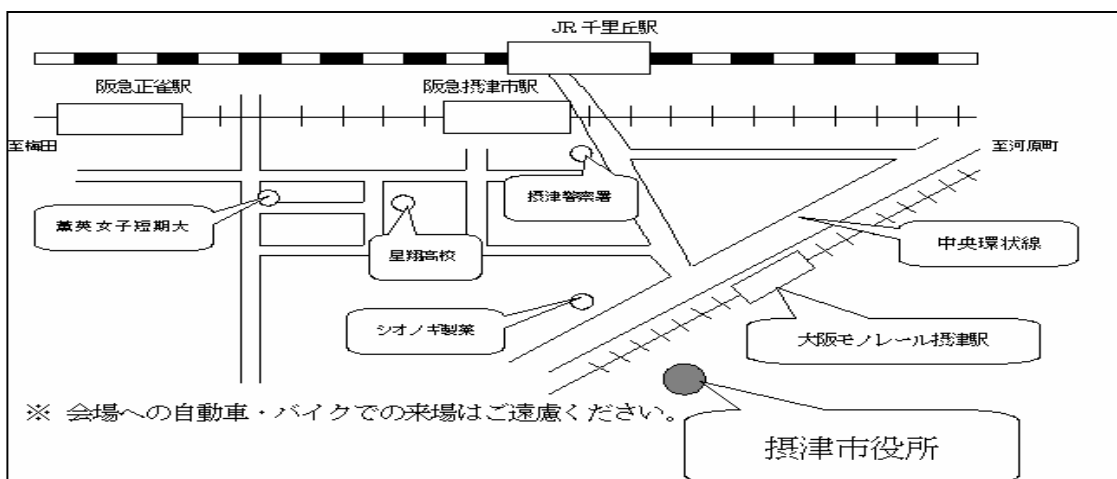 JR 千里丘駅
阪急正雀駅
阪急摂津市駅
至梅田
至河原町
摂津警察署
薫英女子短期大
星翔高校
中央環状線
シオノギ製薬
大阪モノレール摂津駅
※ 会場への自動車・バイクでの来場はご遠慮ください。
摂津市役所